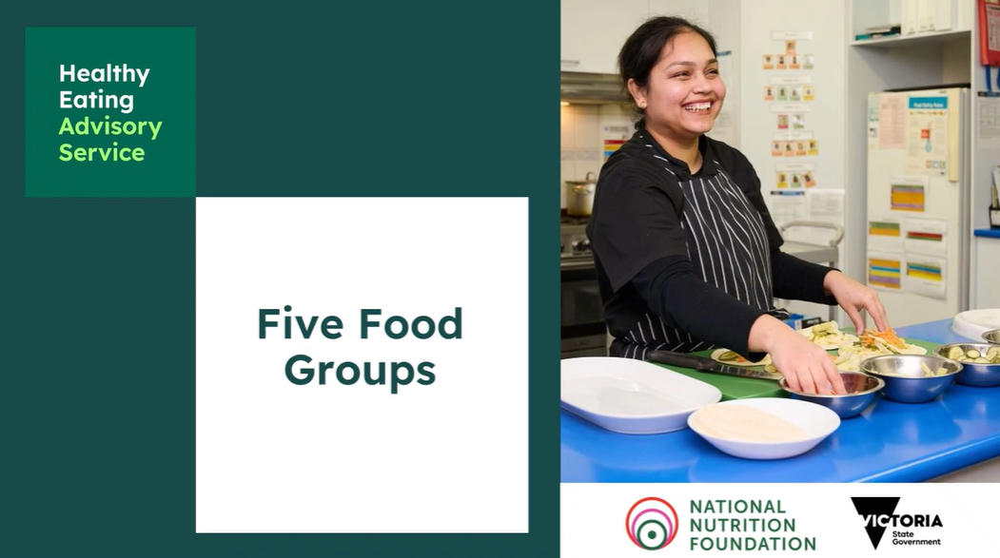 Healthy
Eating
Advisory
Service
Five Food
Groups
NATIONAL
NUTRITION
FOUNDATION
VICTORIA
State
Government